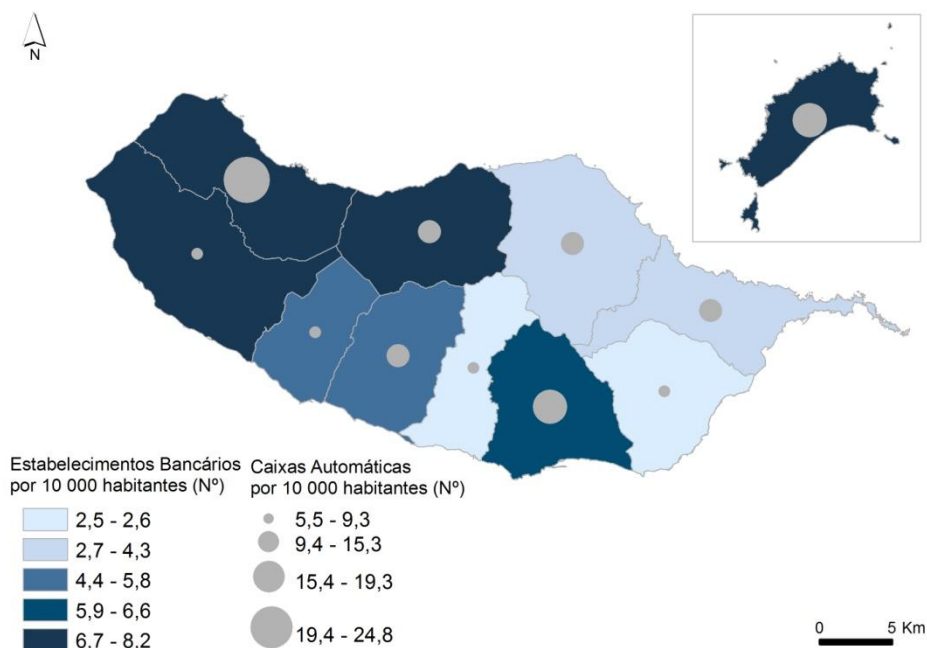 N
Estabelecimentos Bancários
por 10 000 habitantes (Nº)
2,5 - 2,6
2,7 - 4,3
4,4 - 5,8
5,9 - 6,6
6,7 - 8,2
Caixas Automáticas
por 10 000 habitantes (Nº)
5,5 - 9,3
9,4 - 15,3
15,4 - 19,3
19,4 - 24,8
0 5 Km